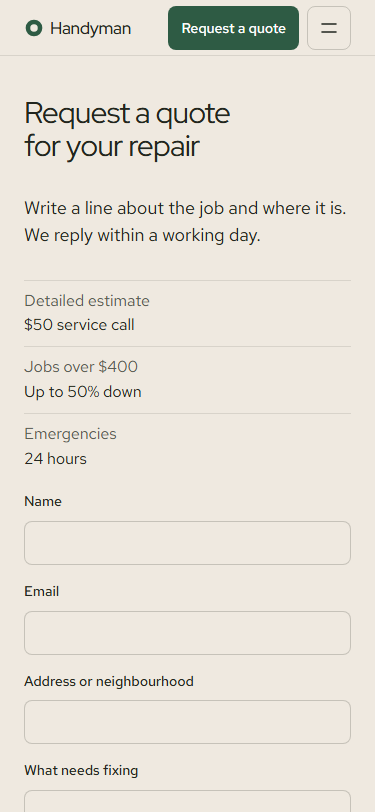 Handyman
Request a quote
Request a quote
for your repair
Write a line about the job and where it is.
We reply within a working day.
Detailed estimate
$50 service call
Jobs over $400
Up to 50% down
Emergencies
24 hours
Name
Email
Address or neighbourhood
What needs fixing